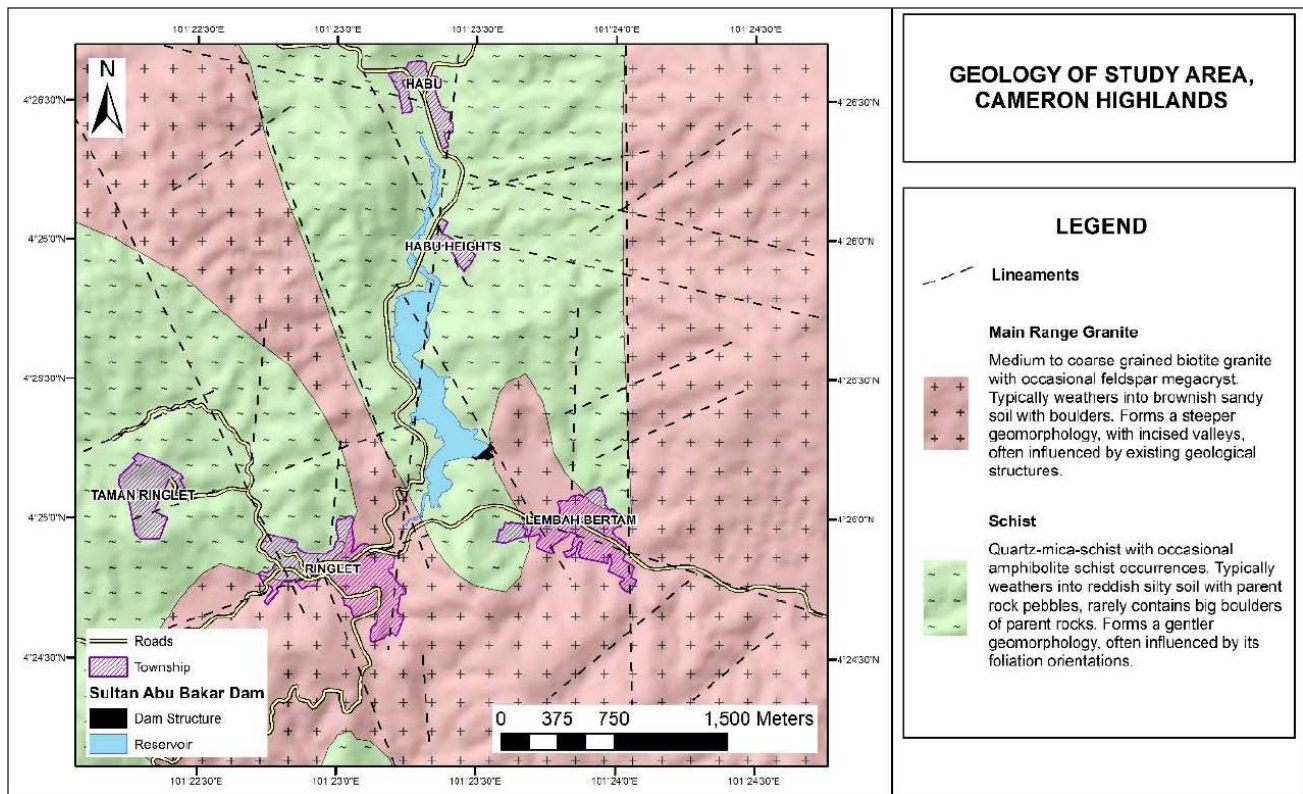 101°22'30"E 101°23'0"E 101°23'30"E 101°24'0"E 101°24'30"E
N
4°26'30"N
4°26'30"N
HABU
4°26'0"N
4°26'0"N
HABU HEIGHTS
4°25'30"N
4°25'30"N
TAMAN RINGLET
4°25'0"N
4°25'0"N
LEMBAH BERTAM
RINGLET
4°24'30"N
4°24'30"N
Roads
Township
Sultan Abu Bakar Dam
Dam Structure
Reservoir
0 375 750 1,500 Meters
101°22'30"E 101°23'0"E 101°23'30"E 101°24'0"E 101°24'30"E
GEOLOGY OF STUDY AREA,
CAMERON HIGHLANDS
LEGEND
Lineaments
Main Range Granite
Medium to coarse grained biotite granite
with occasional feldspar megacryst.
Typically weathers into brownish sandy
soil with boulders. Forms a steeper
geomorphology, with incised valleys,
often influenced by existing geological
structures.
Schist
Quartz-mica-schist with occasional
amphibolite schist occurrences. Typically
weathers into reddish silty soil with parent
rock pebbles, rarely contains big boulders
of parent rocks. Forms a gentler
geomorphology, often influenced by its
foliation orientations.